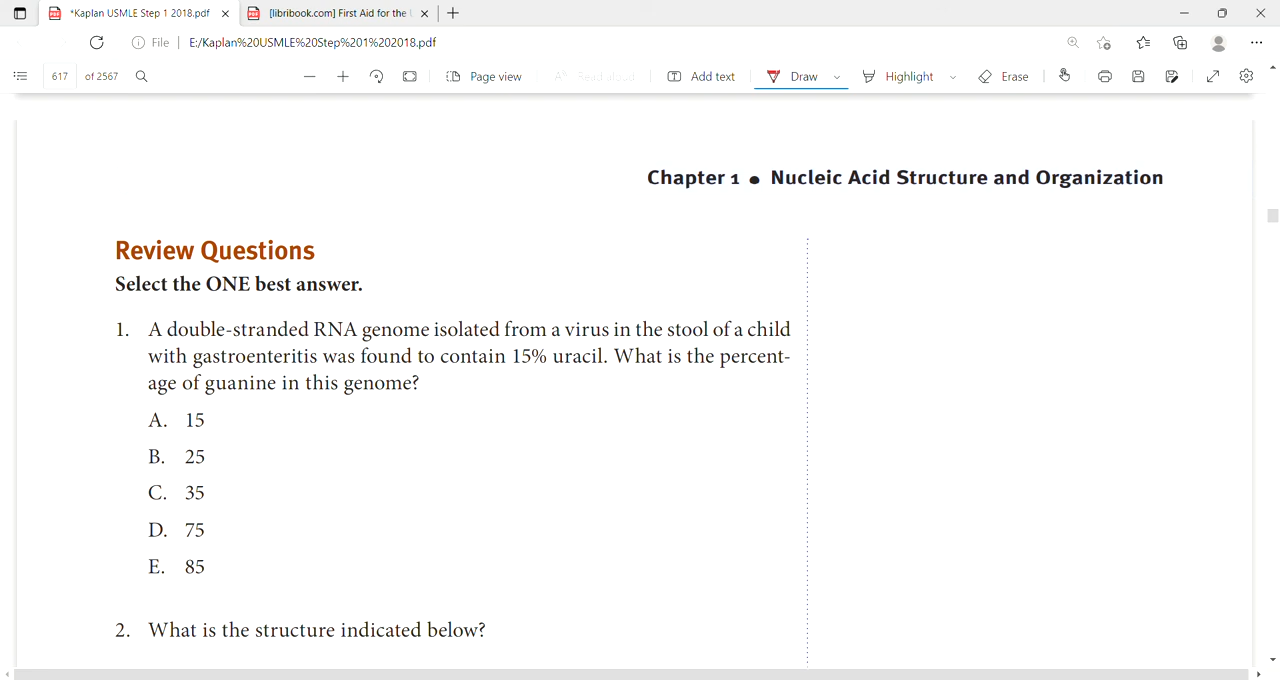 *Kaplan USMLE Step 1 2018.pdf
[libribook.com] First Aid for the
File
E:/Kaplan%20USMLE%20Step%201%202018.pdf
617 of 2567
Page view
Read aloud
Add text
Draw
Highlight
Erase
Chapter 1 ● Nucleic Acid Structure and Organization
Review Questions
Select the ONE best answer.
1. A double-stranded RNA genome isolated from a virus in the stool of a child
with gastroenteritis was found to contain 15% uracil. What is the percent-
age of guanine in this genome?
A. 15
B. 25
C. 35
D. 75
E. 85
2. What is the structure indicated below?